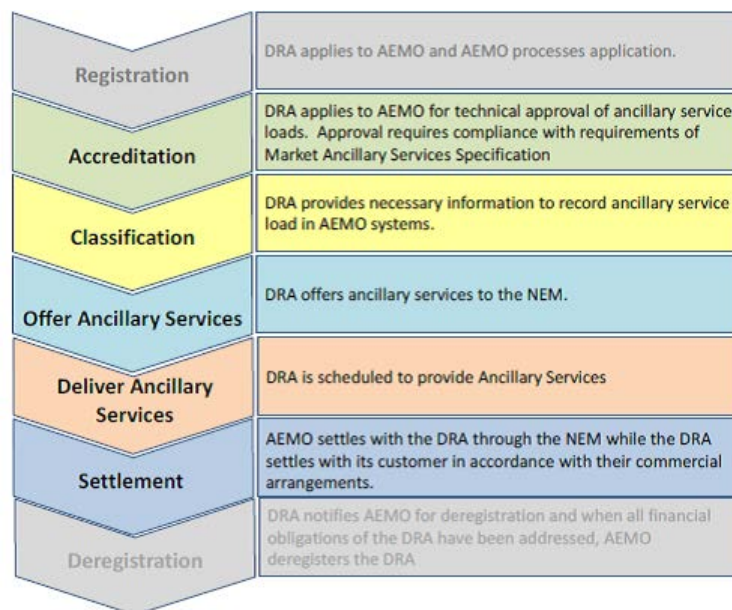 Registration
DRA applies to AEMO and AEMO processes application.
Accreditation
DRA applies to AEMO for technical approval of ancillary service
loads. Approval requires compliance with requirements of
Market Ancillary Services Specification
Classification
DRA provides necessary information to record ancillary service
load in AEMO systems.
Offer Ancillary Services
DRA offers ancillary services to the NEM.
Deliver Ancillary
Services
DRA is scheduled to provide Ancillary Services
Settlement
AEMO settles with the DRA through the NEM while the DRA
settles with its customer in accordance with their commercial
arrangements.
Deregistration
DRA notifies AEMO for deregistration and when all financial
obligations of the DRA have been addressed, AEMO
deregisters the DRA